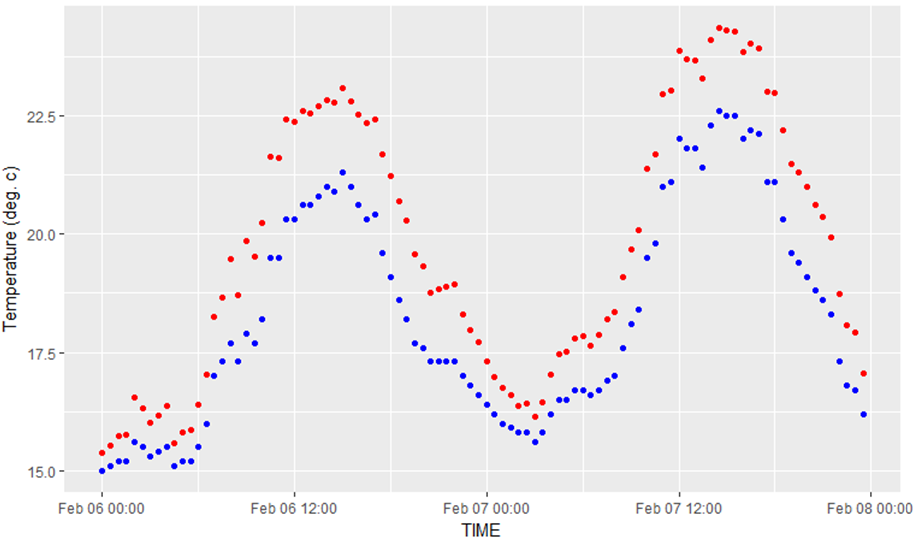 Temperature (deg. c)
22.5
20.0
17.5
15.0
Feb 06 00:00
Feb 06 12:00
Feb 07 00:00
Feb 07 12:00
Feb 08 00:00
TIME